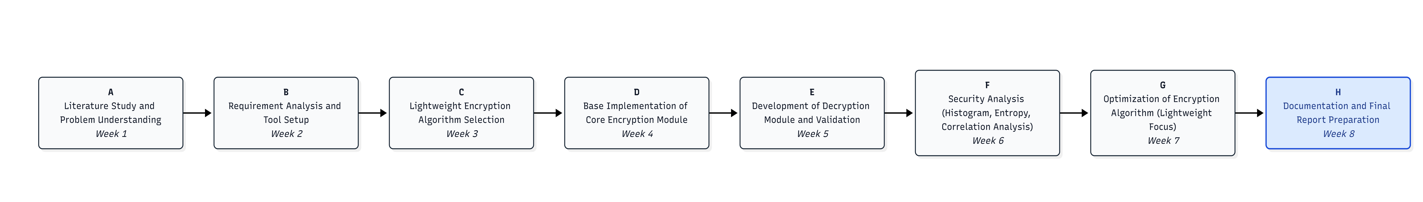 A
Literature Study and
Problem Understanding
Week 1
B
Requirement Analysis and
Tool Setup
Week 2
C
Lightweight Encryption
Algorithm Selection
Week 3
D
Base Implementation of
Core Encryption Module
Week 4
E
Development of Decryption
Module and Validation
Week 5
F
Security Analysis
(Histogram, Entropy,
Correlation Analysis)
Week 6
G
Optimization of Encryption
Algorithm (Lightweight
Focus)
Week 7
H
Documentation and Final
Report Preparation
Week 8